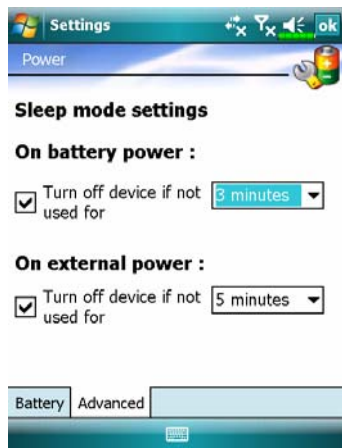 Settings
ok
Power
Sleep mode settings
On battery power :
Turn off device if not
used for
3 minutes
On external power :
Turn off device if not
used for
5 minutes
Battery
Advanced